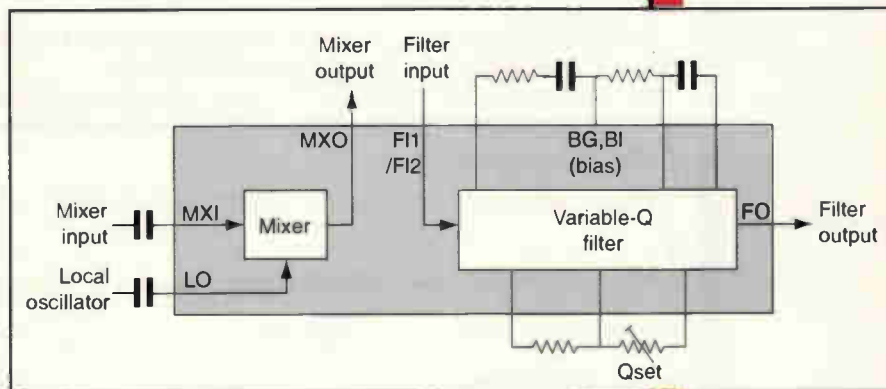 Mixer
output
Filter
input
MXO
FI1
/FI2
BG,BI
(bias)
Mixer
input
MXI
Mixer
Variable-Q
filter
FO
Filter
output
Local
oscillator
LO
Qset